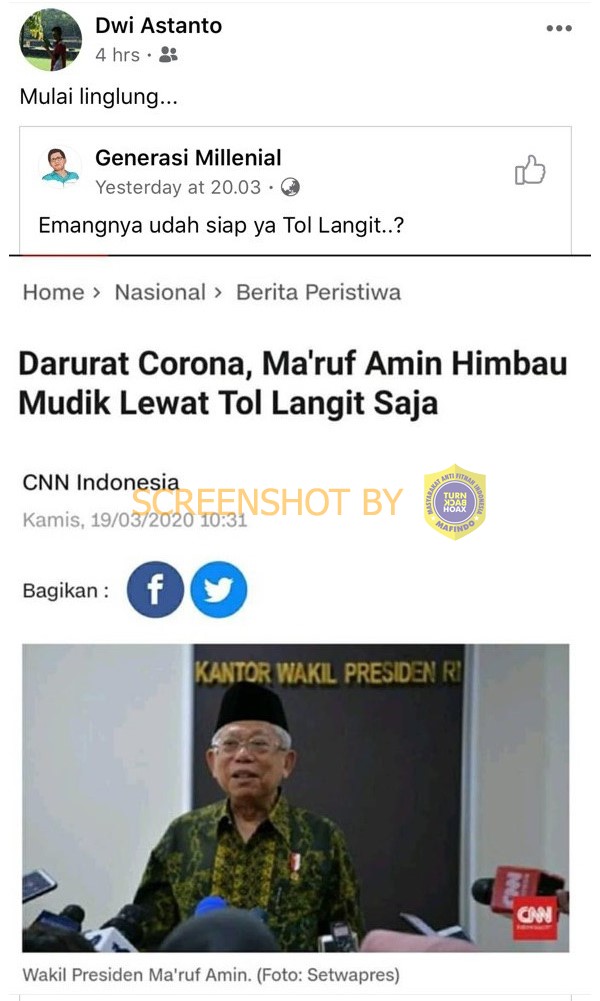 Dwi Astanto
4 hrs ·
Mulai linglung...
Generasi Millenial
Yesterday at 20.03 ·
Emangnya udah siap ya Tol Langit..?
Home > Nasional > Berita Peristiwa
Darurat Corona, Ma'ruf Amin Himbau
Mudik Lewat Tol Langit Saja
CNN Indonesia
SCREENSHOT BY
MASYARAKAT ANTI FITNAH INDONESIA
TURN
BACK
HOAX
MAFINDO
Kamis, 19/03/2020 10:31
Bagikan :
KANTOR WAKIL PRESIDEN RI
CNN
CNN
Wakil Presiden Ma'ruf Amin. (Foto: Setwapres)